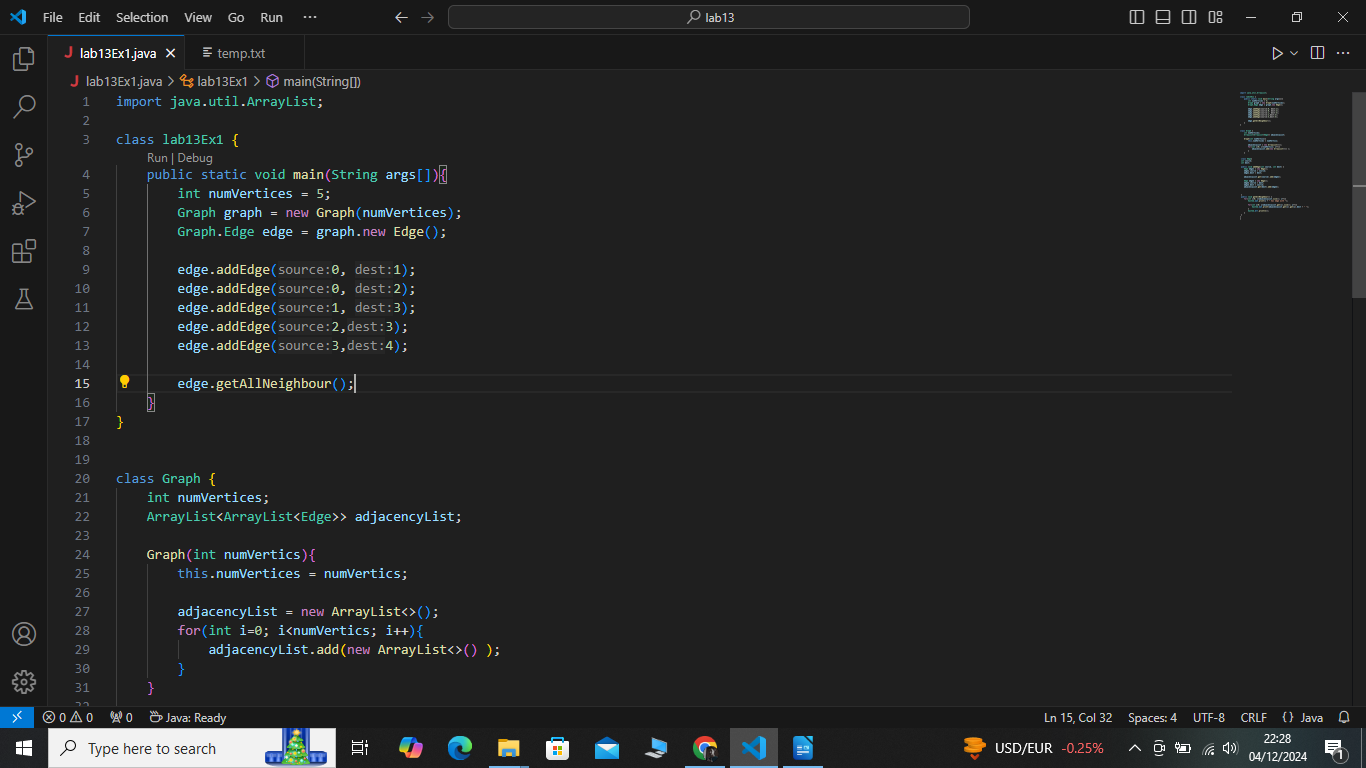 File Edit Selection View Go Run ··· lab13
lab13Ex1.java temp.txt
lab13Ex1.java > lab13Ex1 > main(String[])
1 import java.util.ArrayList;
2
3 class lab13Ex1 {
Run | Debug
4 public static void main(String args[]){
5 int numVertices = 5;
6 Graph graph = new Graph(numVertices);
7 Graph.Edge edge = graph.new Edge();
8
9 edge.addEdge(source:0, dest:1);
10 edge.addEdge(source:0, dest:2);
11 edge.addEdge(source:1, dest:3);
12 edge.addEdge(source:2,dest:3);
13 edge.addEdge(source:3,dest:4);
14
15 edge.getAllNeighbour();
16 }
17 }
18
19
20 class Graph {
21 int numVertices;
22 ArrayList<ArrayList<Edge>> adjacencyList;
23
24 Graph(int numVertics){
25 this.numVertices = numVertics;
26
27 adjacencyList = new ArrayList<>();
28 for(int i=0; i<numVertics; i++){
29 adjacencyList.add(new ArrayList<>() );
30 }
31 }
0 0 0 Java: Ready Ln 15, Col 32 Spaces: 4 UTF-8 CRLF {} Java
Type here to search USD/EUR -0.25% 22:28
04/12/2024 1